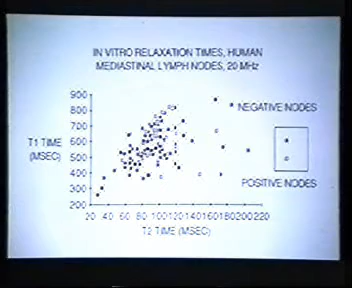 IN VITRO RELAXATION TIMES, HUMAN
MEDIASTINAL LYMPH NODES, 20 MHz
900
800
700
600
500
400
300
200
T1 TIME
(MSEC)
NEGATIVE NODES
POSITIVE NODES
20 40 60 80 100 120 140 160 180 200 220
T2 TIME (MSEC)